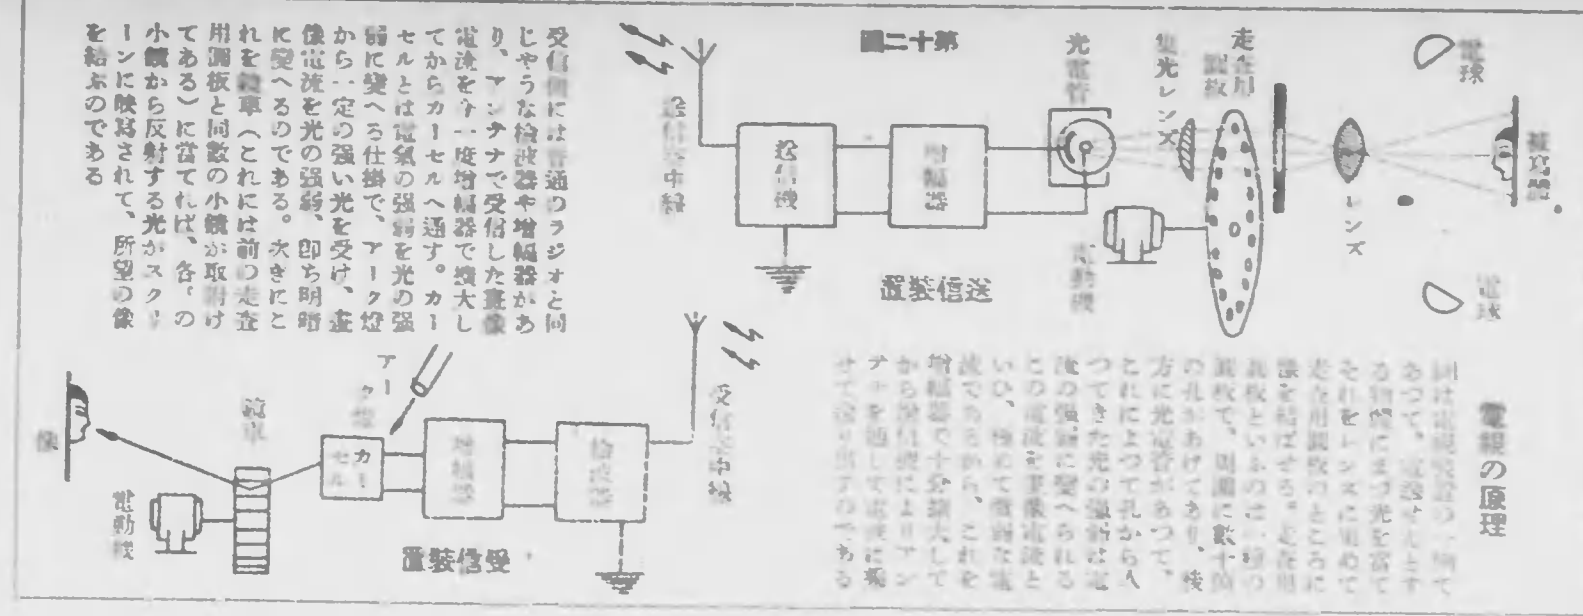 第十二圖
電視の原理
圖は電視裝置の一例で
あつて、電送せんとす
る物體にまづ光を當て
それをレンズに集めて
走査用圓板のところに
像を結ばせる。走査用
圓板といふのは一種の
圓板で、周圍に數十箇
の孔があけてあり、後
方に光電管があつて、
これによつて孔から入
つてきた光の强弱は電
流の强弱に變へられる
この電流を畫像電流と
いひ、極めて微弱な電
流であるから、これを
增幅器で十分擴大して
から送信機によりアン
テナを通して電波に乘
せて送り出すのである
受信側には普通のラジオと同
じやうな檢波器や增幅器があ
り、アンテナで受信した畫像
電流を今一度增幅器で擴大し
てからカーセルへ通す。カー
セルとは電氣の强弱を光の强
弱に變へる仕掛で、アーク燈
から一定の强い光を受け、畫
像電流を光の强弱、卽ち明暗
に變へるのである。次きにこ
れを鏡車（これには前の走査
用圓板と同數の小鏡が取附け
てある）に當てれば、各〻の
小鏡から反射する光がスクリ
ーンに映寫されて、所望の像
を結ぶのである
被寫體
電球
電球
レンズ
走査用
圓板
集光レンズ
光電管
電動機
增幅器
送信機
送信空中線
送信裝置
受信空中線
檢波器
增幅器
カー
セル
アーク燈
鏡車
電動機
像
受信裝置